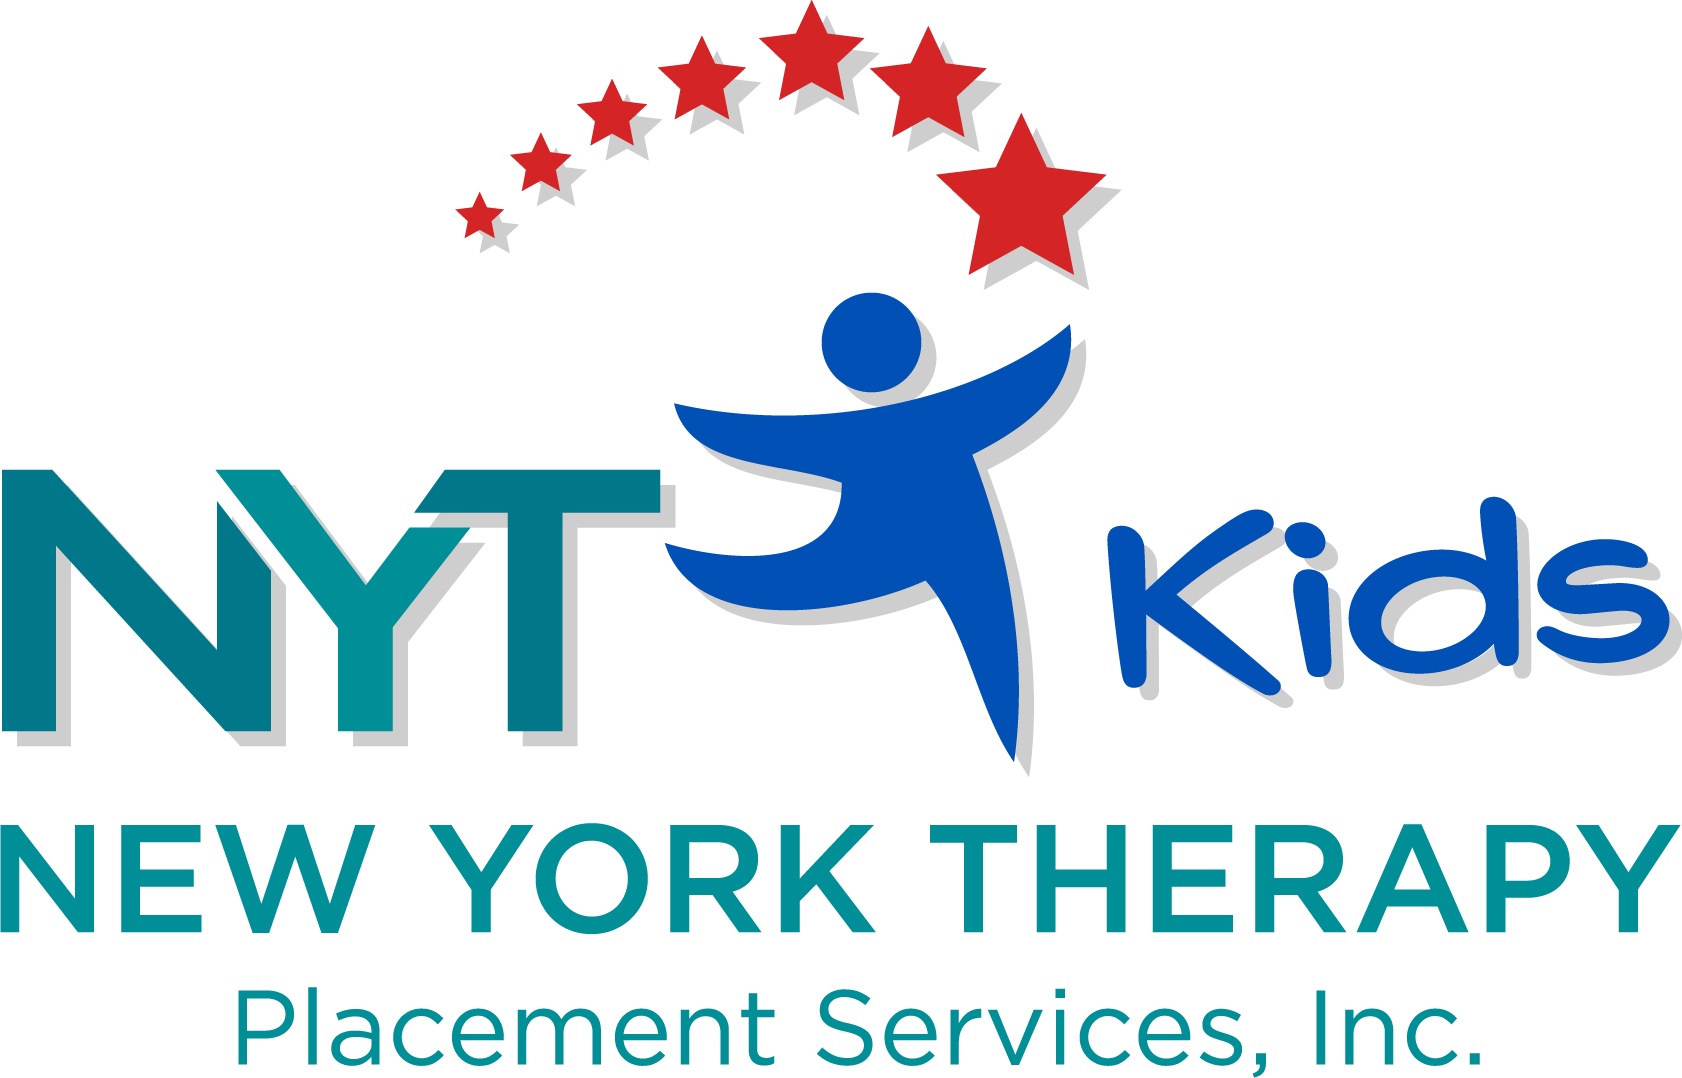 NYT Kids
NEW YORK THERAPY
Placement Services, Inc.